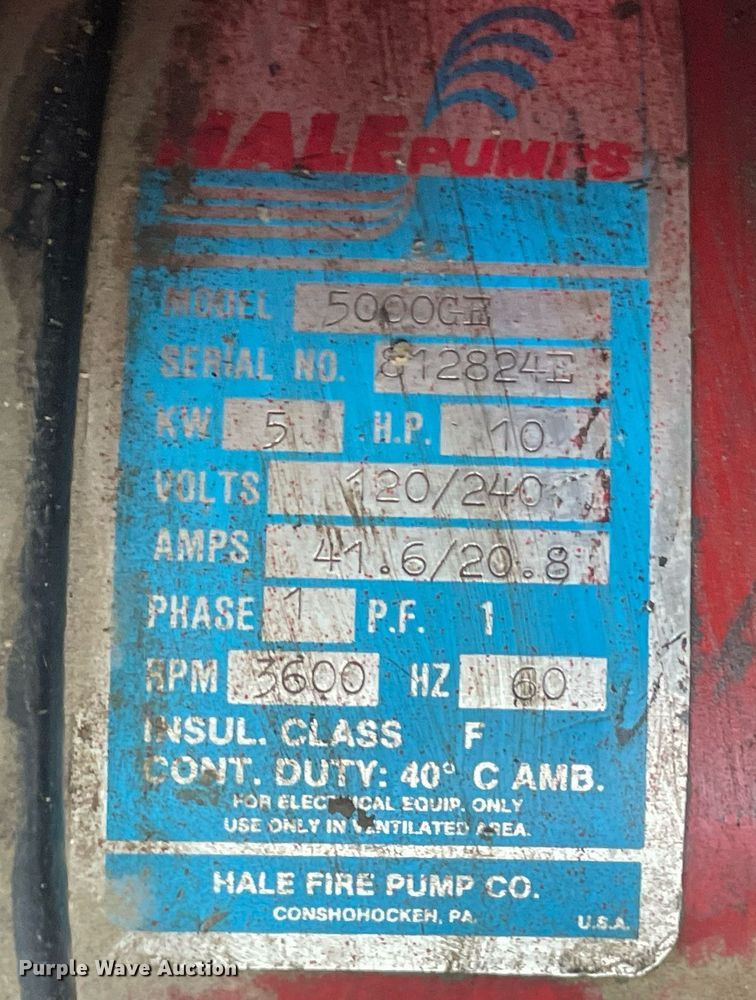 HALE PUMPS
MODEL 5000GE
SERIAL NO. 812824E
KW 5 H.P. 10
VOLTS 120/240
AMPS 41.6/20.8
PHASE 1 P.F. 1
RPM 3600 HZ 60
INSUL. CLASS F
CONT. DUTY: 40° C AMB.
FOR ELECTRICAL EQUIP. ONLY
USE ONLY IN VENTILATED AREA.
HALE FIRE PUMP CO.
CONSHOHOCKEN, PA.
U.S.A.
Purple Wave Auction